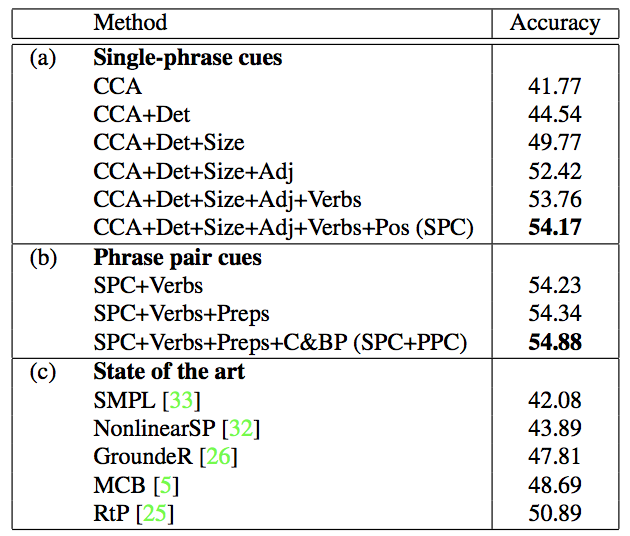 Method Accuracy
(a) Single-phrase cues
CCA 41.77
CCA+Det 44.54
CCA+Det+Size 49.77
CCA+Det+Size+Adj 52.42
CCA+Det+Size+Adj+Verbs 53.76
CCA+Det+Size+Adj+Verbs+Pos (SPC) 54.17
(b) Phrase pair cues
SPC+Verbs 54.23
SPC+Verbs+Preps 54.34
SPC+Verbs+Preps+C&BP (SPC+PPC) 54.88
(c) State of the art
SMPL [33] 42.08
NonlinearSP [32] 43.89
GroundeR [26] 47.81
MCB [5] 48.69
RtP [25] 50.89